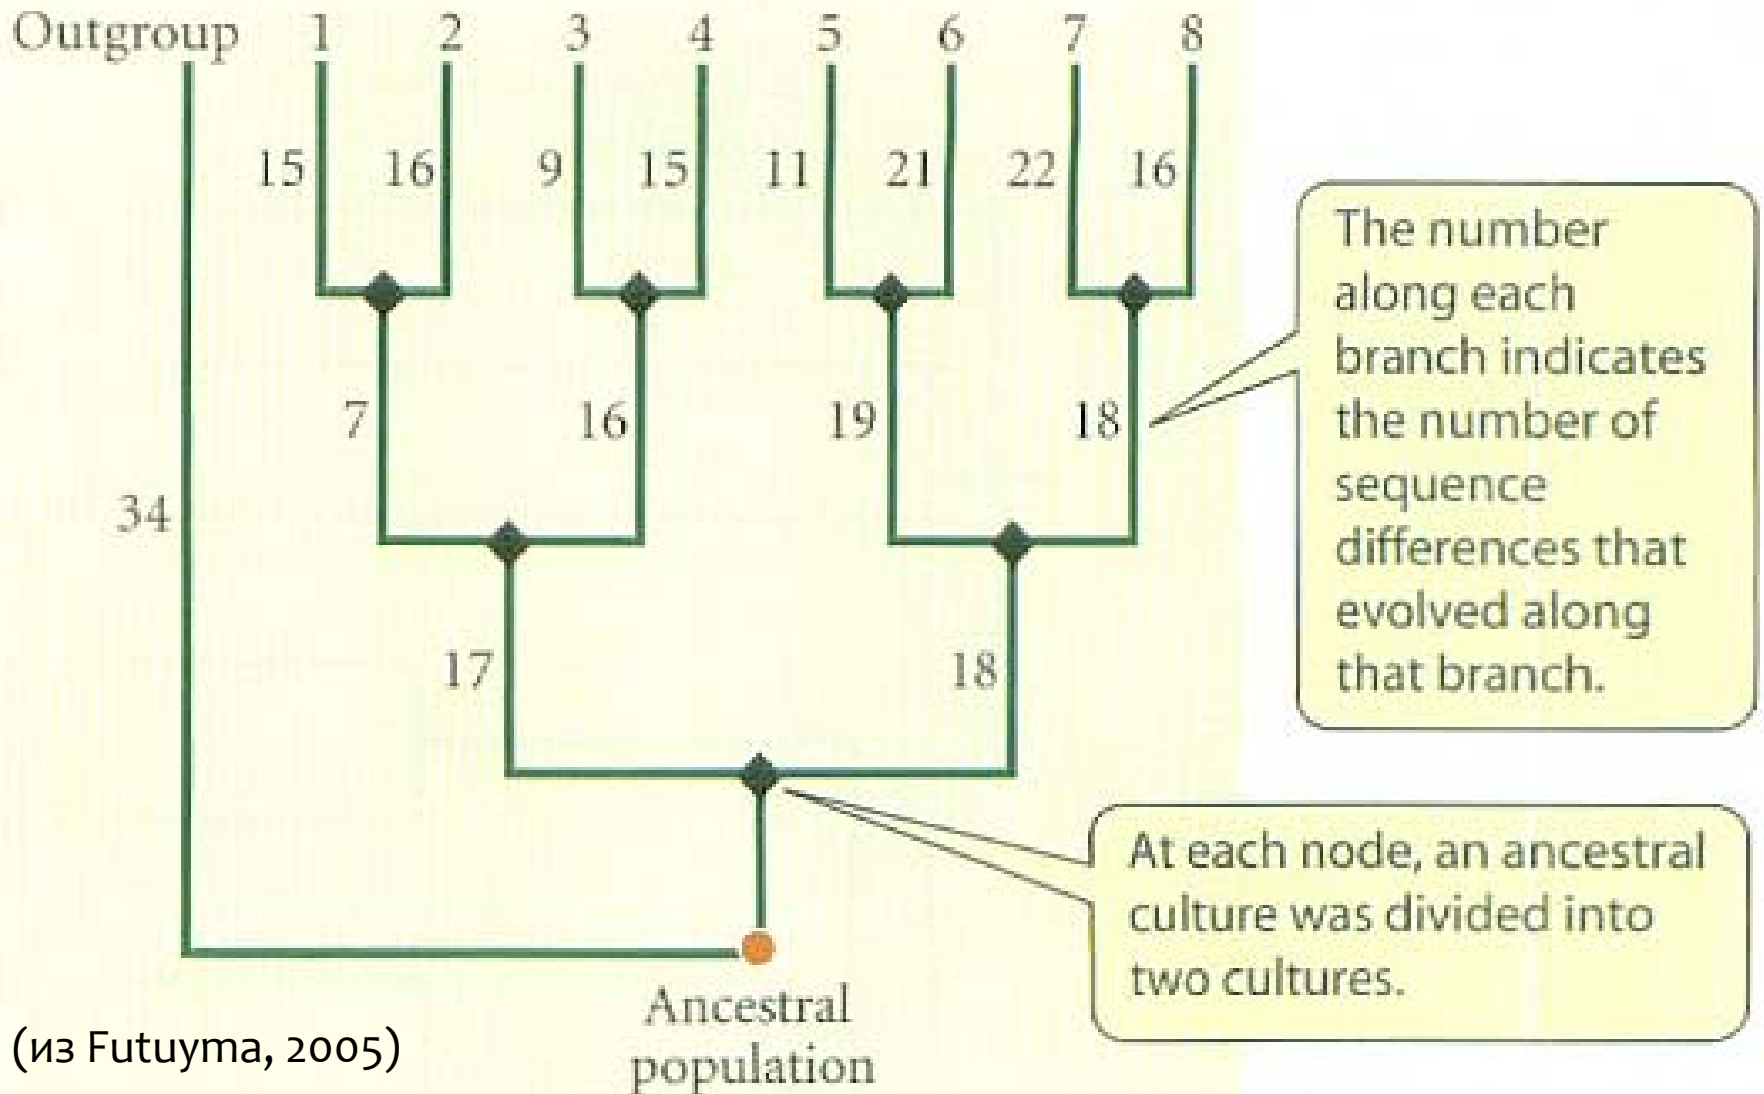 Outgroup 1 2 3 4 5 6 7 8
15 16 9 15 11 21 22 16
The number
along each
branch indicates
the number of
sequence
differences that
evolved along
that branch.
7 16 19 18
34
17 18
At each node, an ancestral
culture was divided into
two cultures.
Ancestral
population
(из Futuyma, 2005)